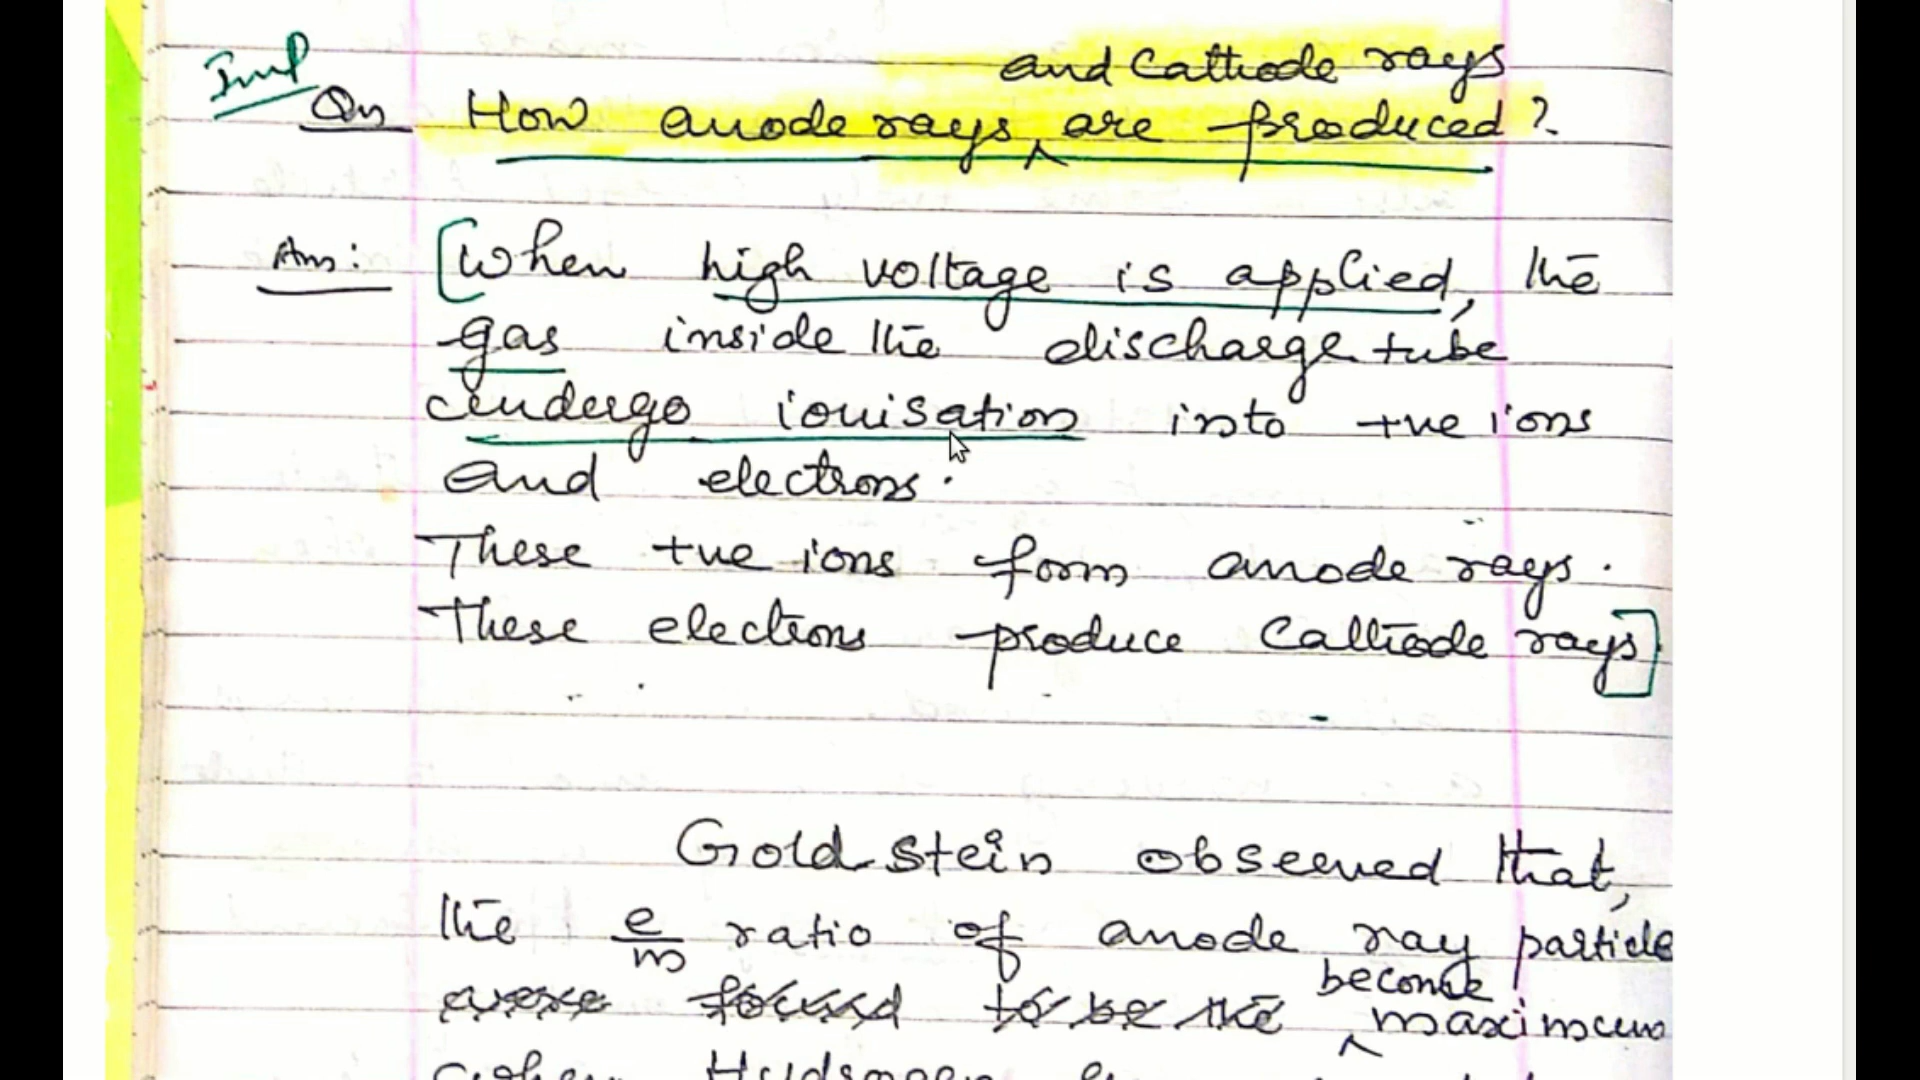 Imp
and Cathode rays
Qn How anode rays ^ are produced?
Ans: [When high voltage is applied, the
gas inside the discharge tube
undergo ionisation into +ve ions
and electrons.
These +ve ions form anode rays.
These electrons produce Cathode rays]
Goldstein observed that,
the e/m ratio of anode ray particle
become
were found to be the ^ maximum
when Hydrogen